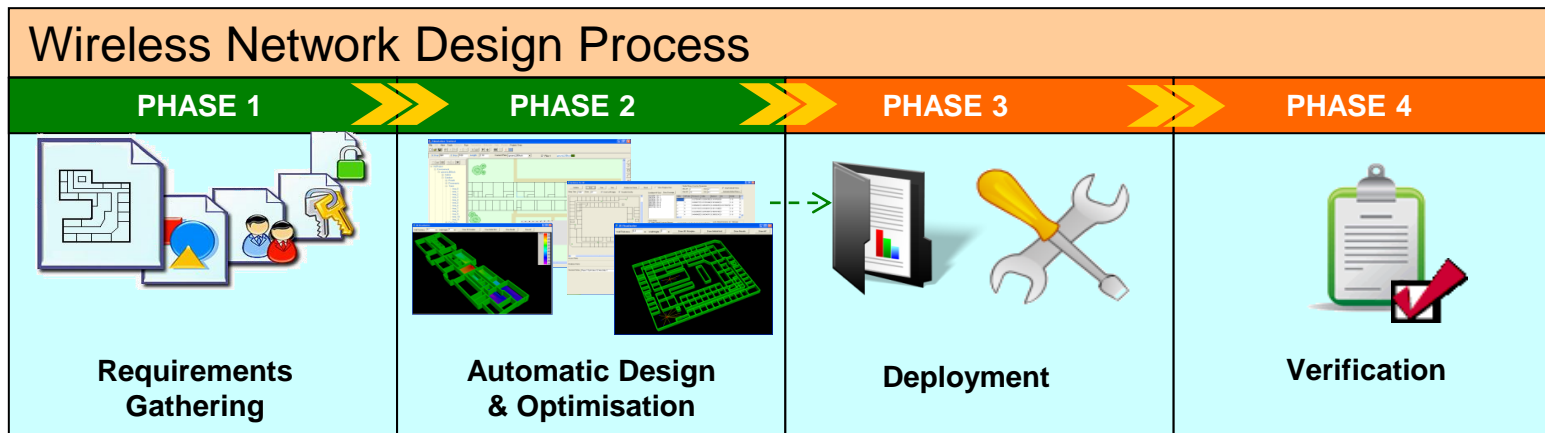 Wireless Network Design Process
PHASE 1
PHASE 2
PHASE 3
PHASE 4
Requirements
Gathering
Automatic Design
& Optimisation
Deployment
Verification